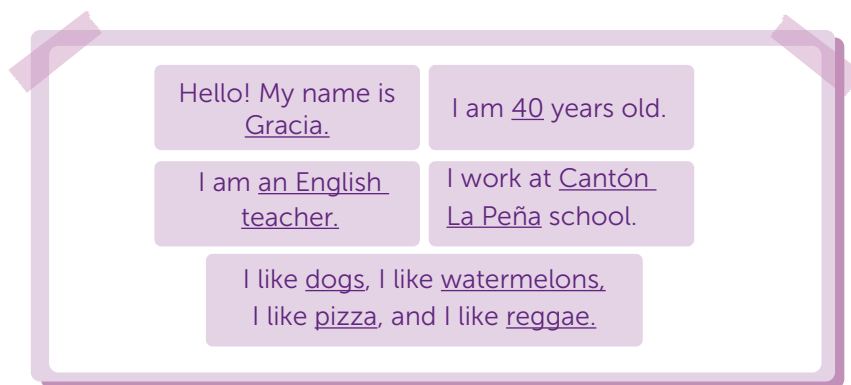 Hello! My name is
Gracia.
I am 40 years old.
I am an English
teacher.
I work at Cantón
La Peña school.
I like dogs, I like watermelons,
I like pizza, and I like reggae.